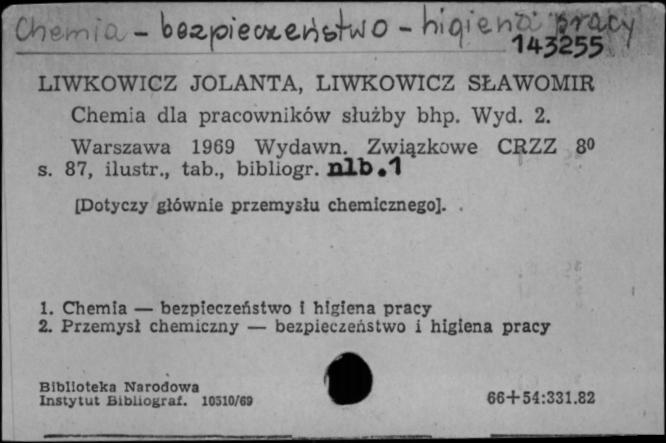 Chemia - bezpieczeństwo - higiena pracy
143255
LIWKOWICZ JOLANTA, LIWKOWICZ SŁAWOMIR
Chemia dla pracowników służby bhp. Wyd. 2.
Warszawa 1969 Wydawn. Związkowe CRZZ 8⁰
s. 87, ilustr., tab., bibliogr. nlb.1
[Dotyczy głównie przemysłu chemicznego].
1. Chemia — bezpieczeństwo i higiena pracy
2. Przemysł chemiczny — bezpieczeństwo i higiena pracy
Biblioteka Narodowa
Instytut Bibliograf. 10510/69
66+54:331.82